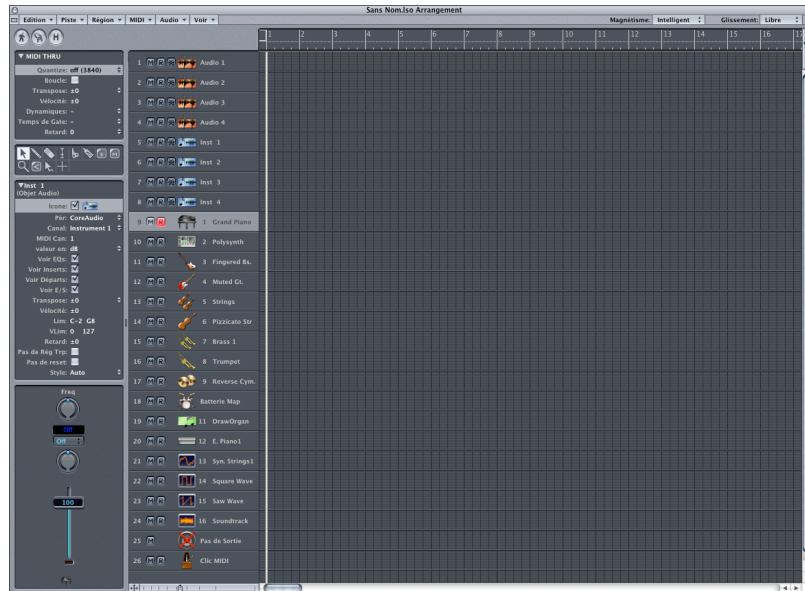 Sans Nom.lso Arrangement
Edition Piste Région MIDI Audio Voir Magnétisme: Intelligent Glissement: Libre
H
1 2 3 4 5 6 7 8 9 10 11 12 13 14 15 16 17
MIDI THRU
Quantize: off (3840)
Boucle:
Transpose: ±0
Vélocité: ±0
Dynamiques: -
Temps de Gate: -
Retard: 0
Inst 1
(Objet Audio)
Icone:
Pér: CoreAudio
Canal: Instrument 1
MIDI Can: 1
valeur en: dB
Voir EQs:
Voir Inserts:
Voir Départs:
Voir E/S:
Transpose: ±0
Vélocité: ±0
Lim: C-2 G8
VLim: 0 127
Retard: ±0
Pas de Rég Trp:
Pas de reset:
Style: Auto
Freq
Off
Off
100
1 M R Audio 1
2 M R Audio 2
3 M R Audio 3
4 M R Audio 4
5 M R Inst 1
6 M R Inst 2
7 M R Inst 3
8 M R Inst 4
9 M R 1 Grand Piano
10 M R 2 Polysynth
11 M R 3 Fingered Bs.
12 M R 4 Muted Gt.
13 M R 5 Strings
14 M R 6 Pizzicato Str
15 M R 7 Brass 1
16 M R 8 Trumpet
17 M R 9 Reverse Cym.
18 M R Batterie Map
19 M R 11 DrawOrgan
20 M R 12 E. Piano1
21 M R 13 Syn. Strings1
22 M R 14 Square Wave
23 M R 15 Saw Wave
24 M R 16 Soundtrack
25 M Pas de Sortie
26 M R Clic MIDI